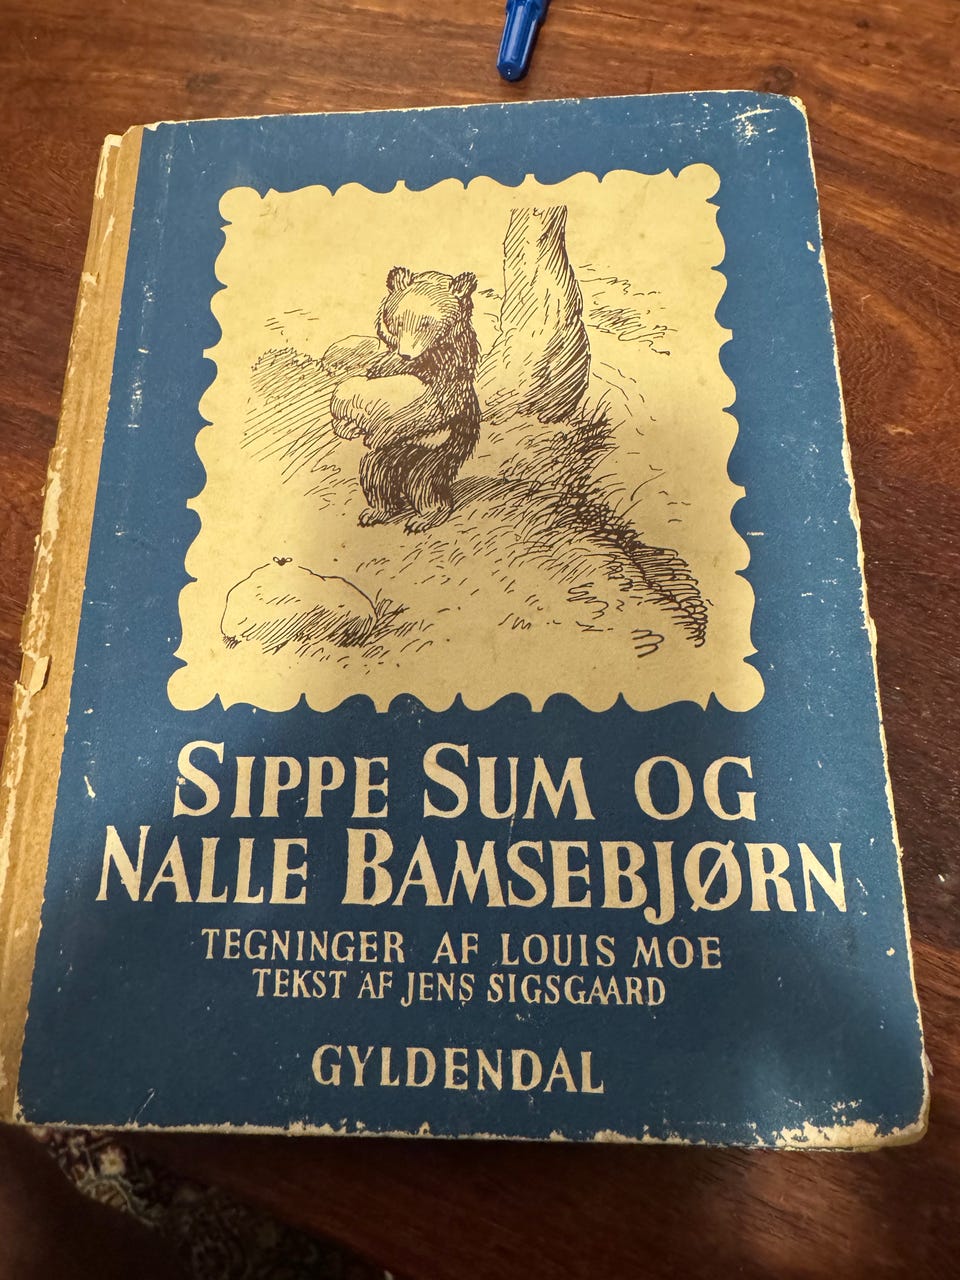 SIPPE SUM OG
NALLE BAMSEBJØRN
TEGNINGER AF LOUIS MOE
TEKST AF JENS SIGSGAARD
GYLDENDAL